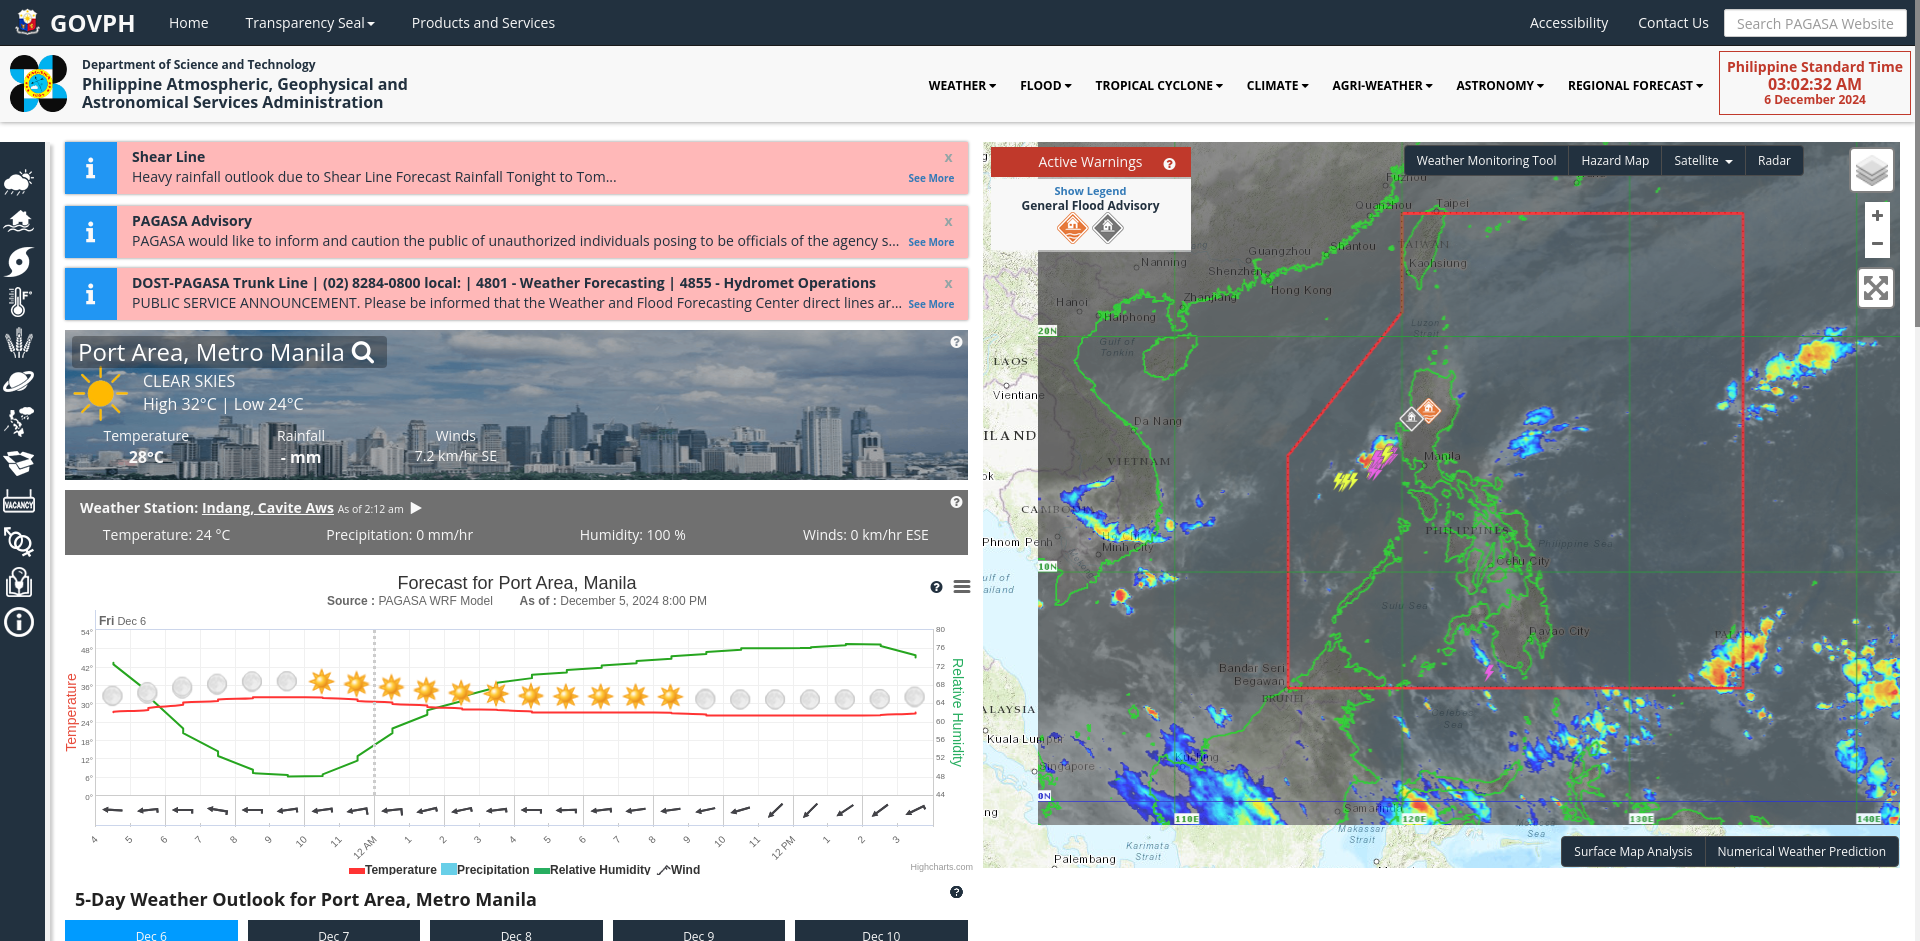 GOVPH
Home
Transparency Seal
Products and Services
Accessibility
Contact Us
Search PAGASA Website
Department of Science and Technology
Philippine Atmospheric, Geophysical and
Astronomical Services Administration
WEATHER
FLOOD
TROPICAL CYCLONE
CLIMATE
AGRI-WEATHER
ASTRONOMY
REGIONAL FORECAST
Philippine Standard Time
03:02:32 AM
6 December 2024
Shear Line
x
Heavy rainfall outlook due to Shear Line Forecast Rainfall Tonight to Tom...
See More
PAGASA Advisory
x
PAGASA would like to inform and caution the public of unauthorized individuals posing to be officials of the agency s...
See More
DOST-PAGASA Trunk Line | (02) 8284-0800 local: | 4801 - Weather Forecasting | 4855 - Hydromet Operations
x
PUBLIC SERVICE ANNOUNCEMENT. Please be informed that the Weather and Flood Forecasting Center direct lines ar...
See More
Port Area, Metro Manila
CLEAR SKIES
High 32°C | Low 24°C
Temperature
28°C
Rainfall
- mm
Winds
7.2 km/hr SE
Weather Station: Indang, Cavite Aws As of 2:12 am
Temperature: 24 °C
Precipitation: 0 mm/hr
Humidity: 100 %
Winds: 0 km/hr ESE
VACANCY
Forecast for Port Area, Manila
Source : PAGASA WRF Model As of : December 5, 2024 8:00 PM
Fri Dec 6
Temperature
54°
48°
42°
36°
30°
24°
18°
12°
6°
0°
80
76
72
68
64
60
56
52
48
44
Relative Humidity
4 5 6 7 8 9 10 11 12 AM 1 2 3 4 5 6 7 8 9 10 11 12 PM 1 2 3
Temperature
Precipitation
Relative Humidity
Wind
Highcharts.com
5-Day Weather Outlook for Port Area, Metro Manila
Dec 6
Dec 7
Dec 8
Dec 9
Dec 10
Active Warnings
Show Legend
General Flood Advisory
Weather Monitoring Tool
Hazard Map
Satellite
Radar
+
−
Fuzhou
Quanzhou
Taipei
Guangzhou
Shantou
TAIWAN
Nanning
Shenzhen
Kaohsiung
Hong Kong
Hanoi
Zhanjiang
Haiphong
20N
Luzon
Strait
Gulf of
Tonkin
LAOS
Vientiane
Da Nang
ILAND
Manila
VIETNAM
ok
CAMBODIA
PHILIPPINES
Philippine Sea
Phnom Penh
Minh City
Cebu City
10N
ulf of
ailand
Sulu Sea
Davao City
PALAU
Bandar Seri
Begawan
BRUNEI
ALAYSIA
Celebes
Sea
Kuala Lumpur
Kuching
Singapore
0N
ng
Samarinda
110E
120E
130E
140E
Makassar
Strait
Sea
Karimata
Strait
Palembang
Surface Map Analysis
Numerical Weather Prediction